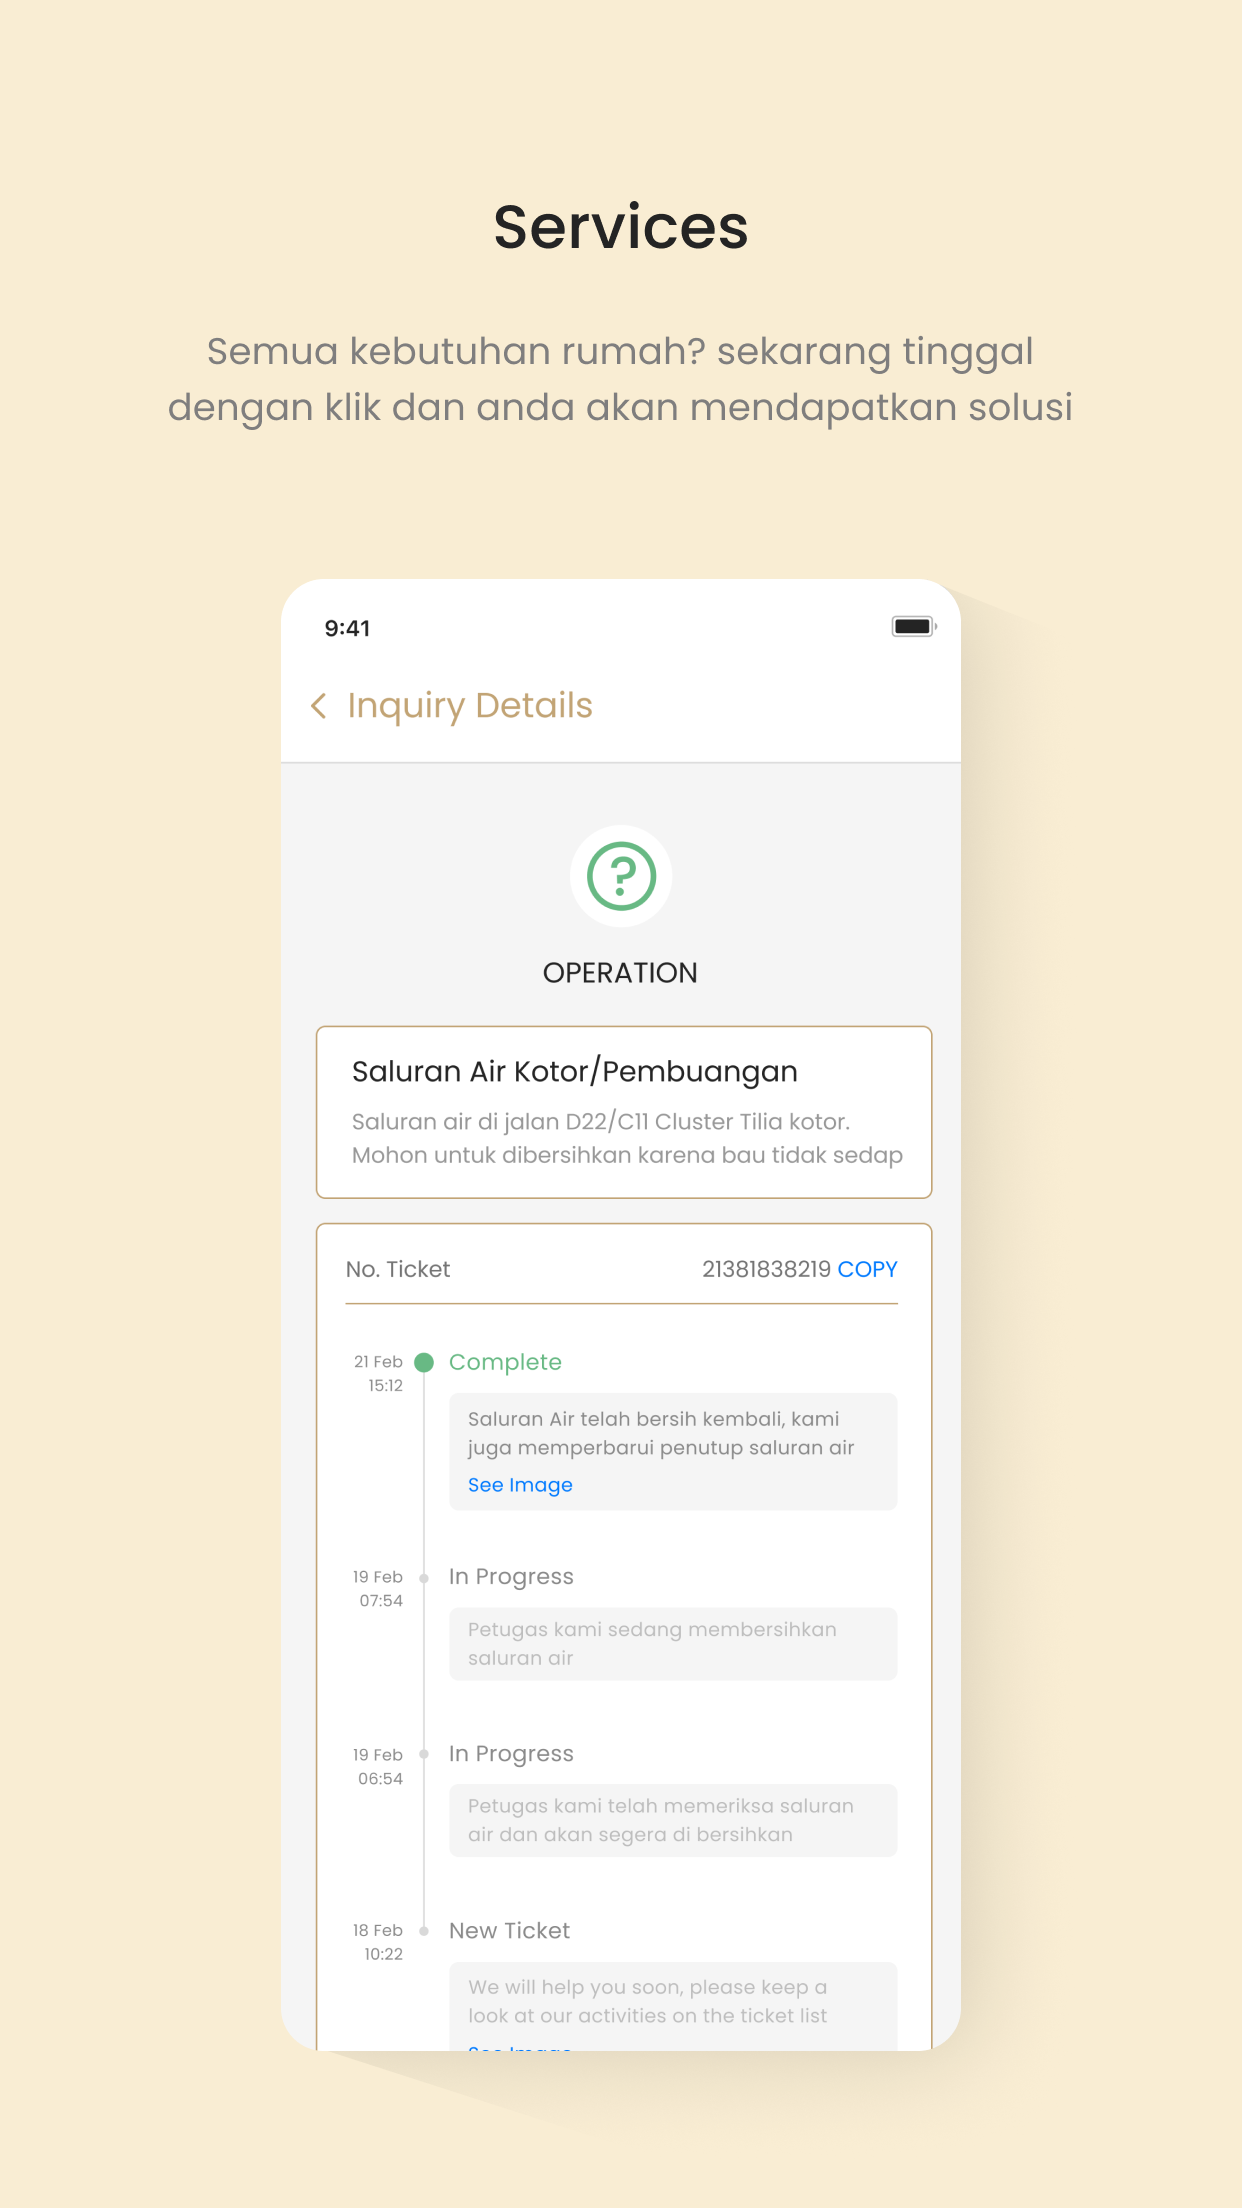 Services
Semua kebutuhan rumah? sekarang tinggal
dengan klik dan anda akan mendapatkan solusi
9:41
Inquiry Details
?
OPERATION
Saluran Air Kotor/Pembuangan
Saluran air di jalan D22/C11 Cluster Tilia kotor.
Mohon untuk dibersihkan karena bau tidak sedap
No. Ticket 21381838219 COPY
21 Feb Complete
15:12
Saluran Air telah bersih kembali, kami
juga memperbarui penutup saluran air
See Image
19 Feb In Progress
07:54
Petugas kami sedang membersihkan
saluran air
19 Feb In Progress
06:54
Petugas kami telah memeriksa saluran
air dan akan segera di bersihkan
18 Feb New Ticket
10:22
We will help you soon, please keep a
look at our activities on the ticket list
See Image